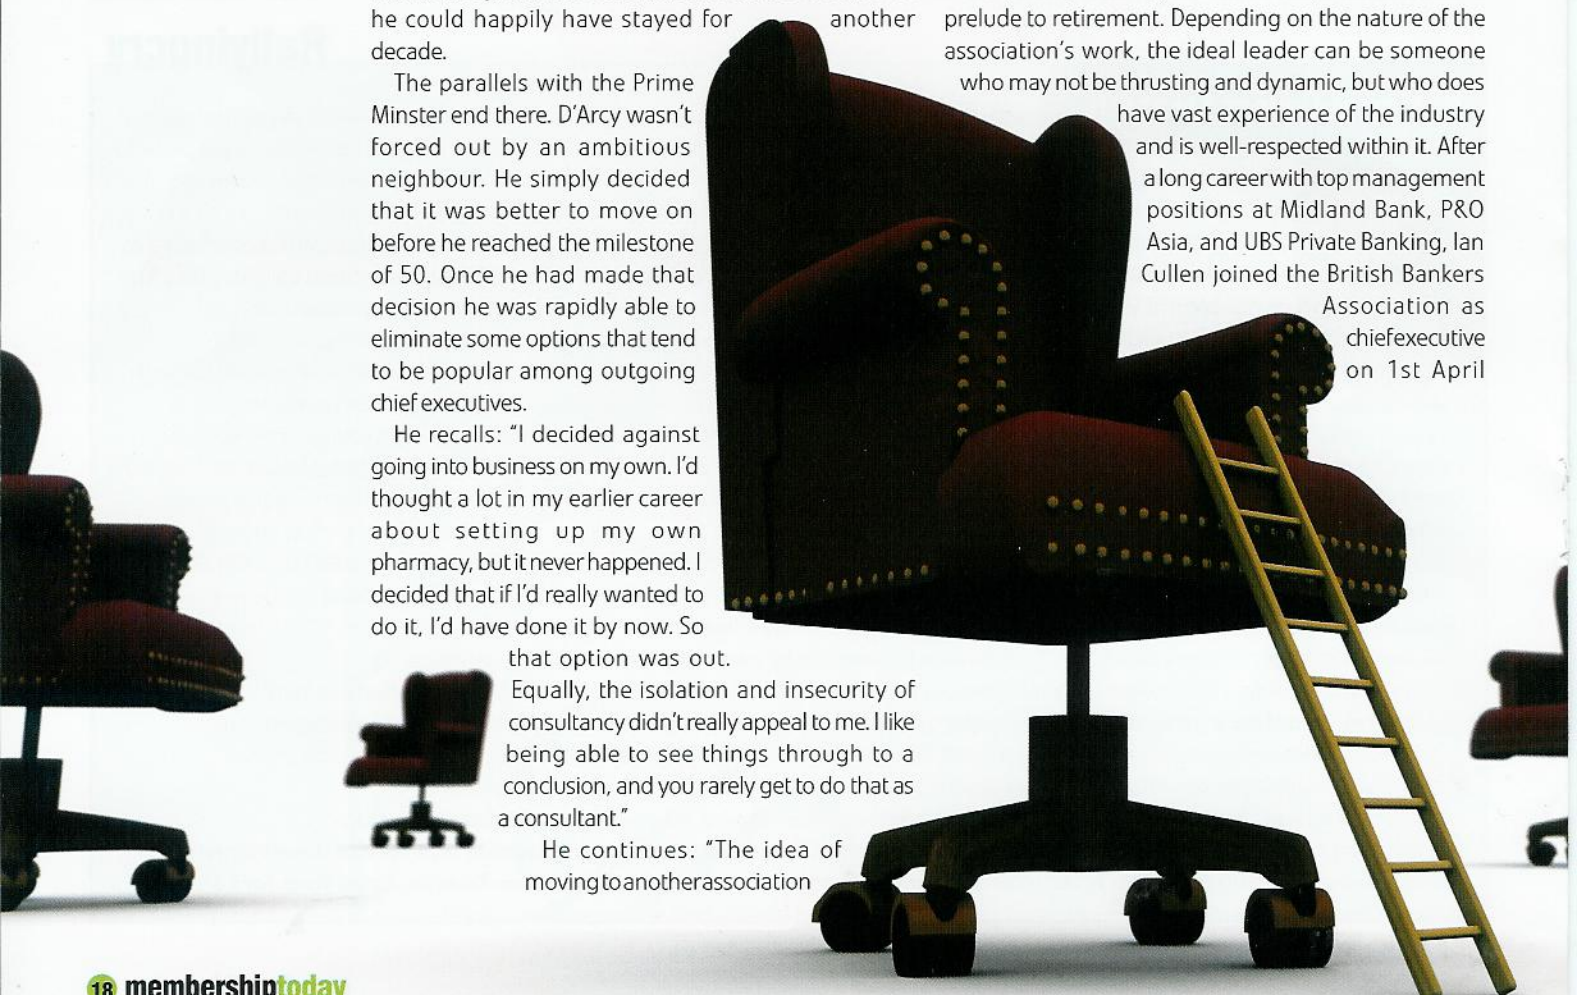 he could happily have stayed for another
decade.
The parallels with the Prime
Minster end there. D'Arcy wasn't
forced out by an ambitious
neighbour. He simply decided
that it was better to move on
before he reached the milestone
of 50. Once he had made that
decision he was rapidly able to
eliminate some options that tend
to be popular among outgoing
chief executives.
He recalls: “I decided against
going into business on my own. I'd
thought a lot in my earlier career
about setting up my own
pharmacy, but it never happened. I
decided that if I'd really wanted to
do it, I'd have done it by now. So
that option was out.
Equally, the isolation and insecurity of
consultancy didn't really appeal to me. I like
being able to see things through to a
conclusion, and you rarely get to do that as
a consultant.”
He continues: “The idea of
moving to another association
prelude to retirement. Depending on the nature of the
association's work, the ideal leader can be someone
who may not be thrusting and dynamic, but who does
have vast experience of the industry
and is well-respected within it. After
a long career with top management
positions at Midland Bank, P&O
Asia, and UBS Private Banking, Ian
Cullen joined the British Bankers
Association as
chief executive
on 1st April
18 membershiptoday